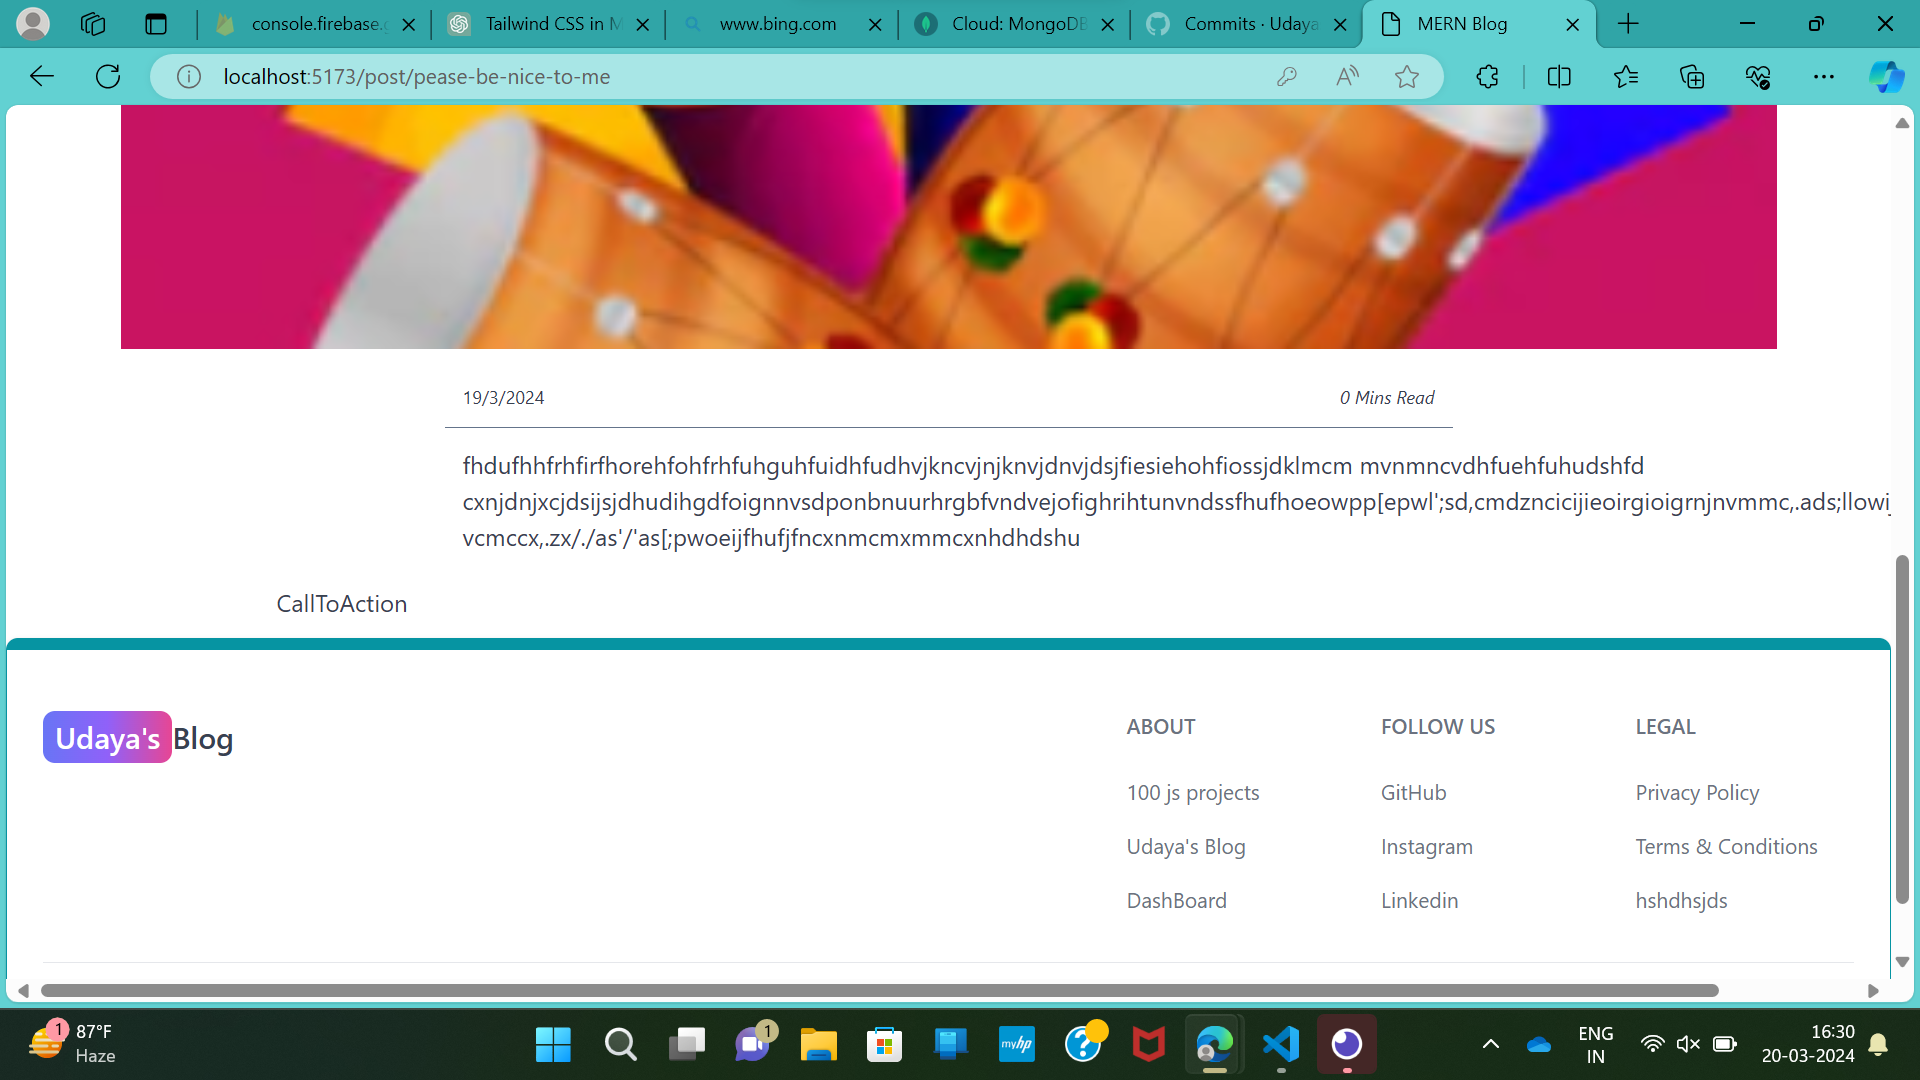 console.firebase.g
Tailwind CSS in M
www.bing.com
Cloud: MongoDB
Commits · Udaya
MERN Blog
localhost:5173/post/pease-be-nice-to-me
19/3/2024
0 Mins Read
fhdufhhfrhfirfhorehfohfrhfuhguhfuidhfudhvjkncvjnjknvjdnvjdsjfiesiehohfiossjdklmcm mvnmncvdhfuehfuhudshfd
cxnjdnjxcjdsijsjdhudihgdfoignnvsdponbnuurhrgbfvndvejofighrihtunvndssfhufhoeowpp[epwl';sd,cmdzncicijieoirgioigrnjnvmmc,.ads;llowij
vcmccx,.zx/./as'/'as[;pwoeijfhufjfncxnmcmxmmcxnhdhdshu
CallToAction
Udaya's Blog
ABOUT
FOLLOW US
LEGAL
100 js projects
GitHub
Privacy Policy
Udaya's Blog
Instagram
Terms & Conditions
DashBoard
Linkedin
hshdhsjds
1
87°F
Haze
1
myhp
ENG
IN
16:30
20-03-2024